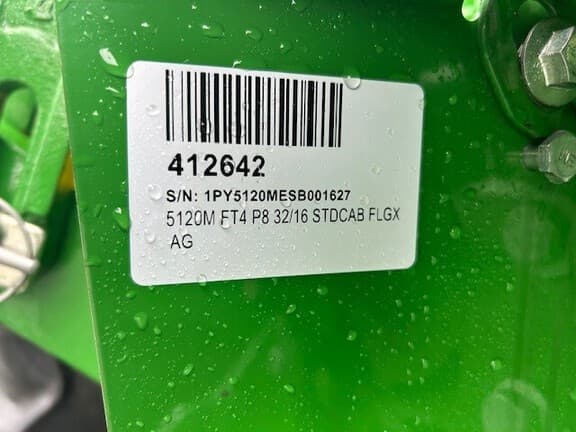 412642
S/N: 1PY5120MESB001627
5120M FT4 P8 32/16 STDCAB FLGX
AG